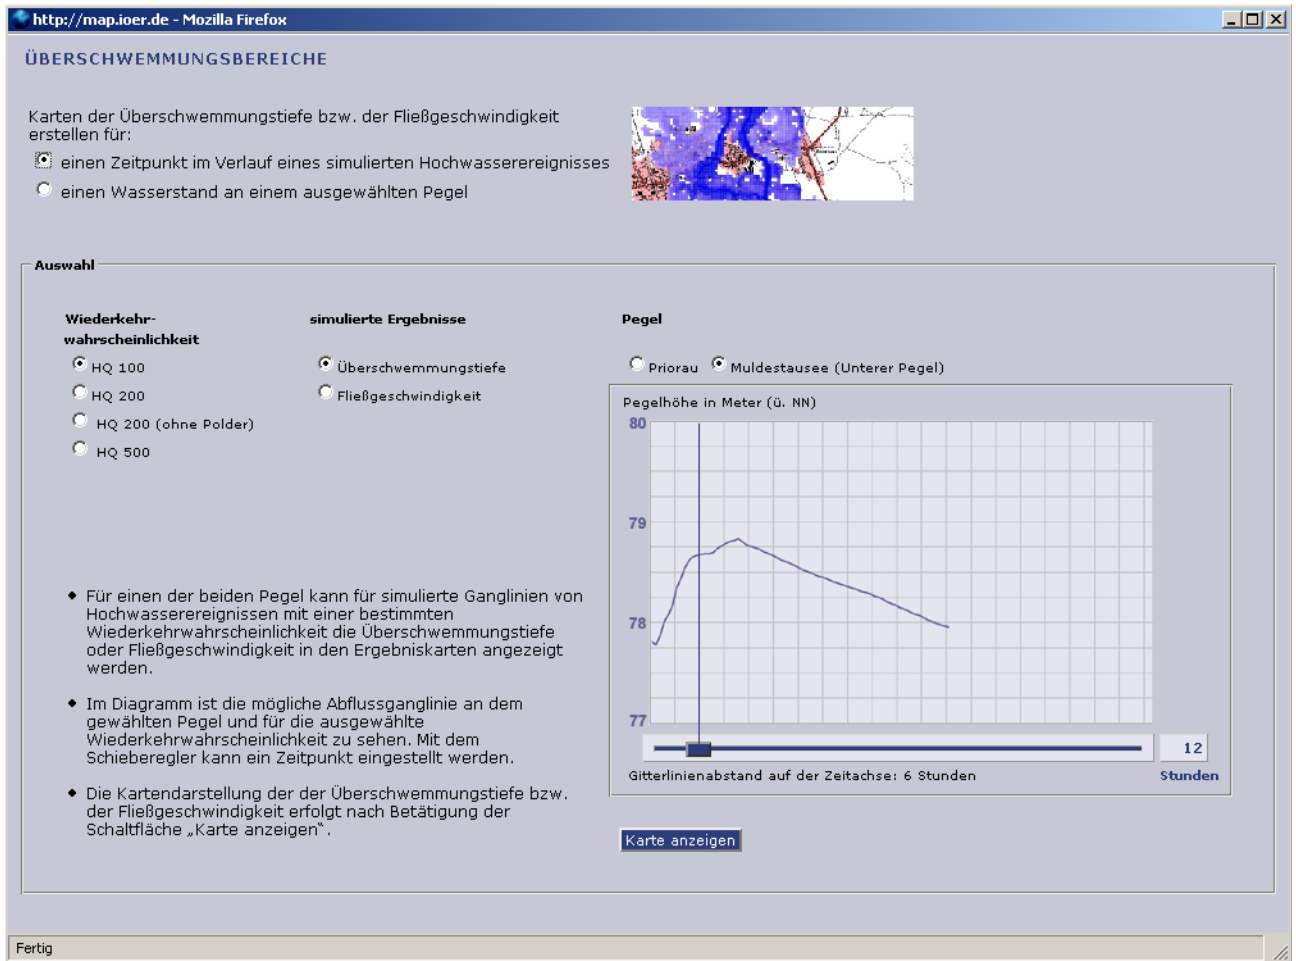 http://map.ioer.de - Mozilla Firefox
ÜBERSCHWEMMUNGSBEREICHE
Karten der Überschwemmungstiefe bzw. der Fließgeschwindigkeit
erstellen für:
einen Zeitpunkt im Verlauf eines simulierten Hochwasserereignisses
einen Wasserstand an einem ausgewählten Pegel
Auswahl
Wiederkehr-
wahrscheinlichkeit
HQ 100
HQ 200
HQ 200 (ohne Polder)
HQ 500
simulierte Ergebnisse
Überschwemmungstiefe
Fließgeschwindigkeit
Pegel
Priorau Muldestausee (Unterer Pegel)
Pegelhöhe in Meter (ü. NN)
80
79
78
77
12
Gitterlinienabstand auf der Zeitachse: 6 Stunden
Stunden
◆ Für einen der beiden Pegel kann für simulierte Ganglinien von
Hochwasserereignissen mit einer bestimmten
Wiederkehrwahrscheinlichkeit die Überschwemmungstiefe
oder Fließgeschwindigkeit in den Ergebniskarten angezeigt
werden.
◆ Im Diagramm ist die mögliche Abflussganglinie an dem
gewählten Pegel und für die ausgewählte
Wiederkehrwahrscheinlichkeit zu sehen. Mit dem
Schieberegler kann ein Zeitpunkt eingestellt werden.
◆ Die Kartendarstellung der der Überschwemmungstiefe bzw.
der Fließgeschwindigkeit erfolgt nach Betätigung der
Schaltfläche „Karte anzeigen".
Karte anzeigen
Fertig